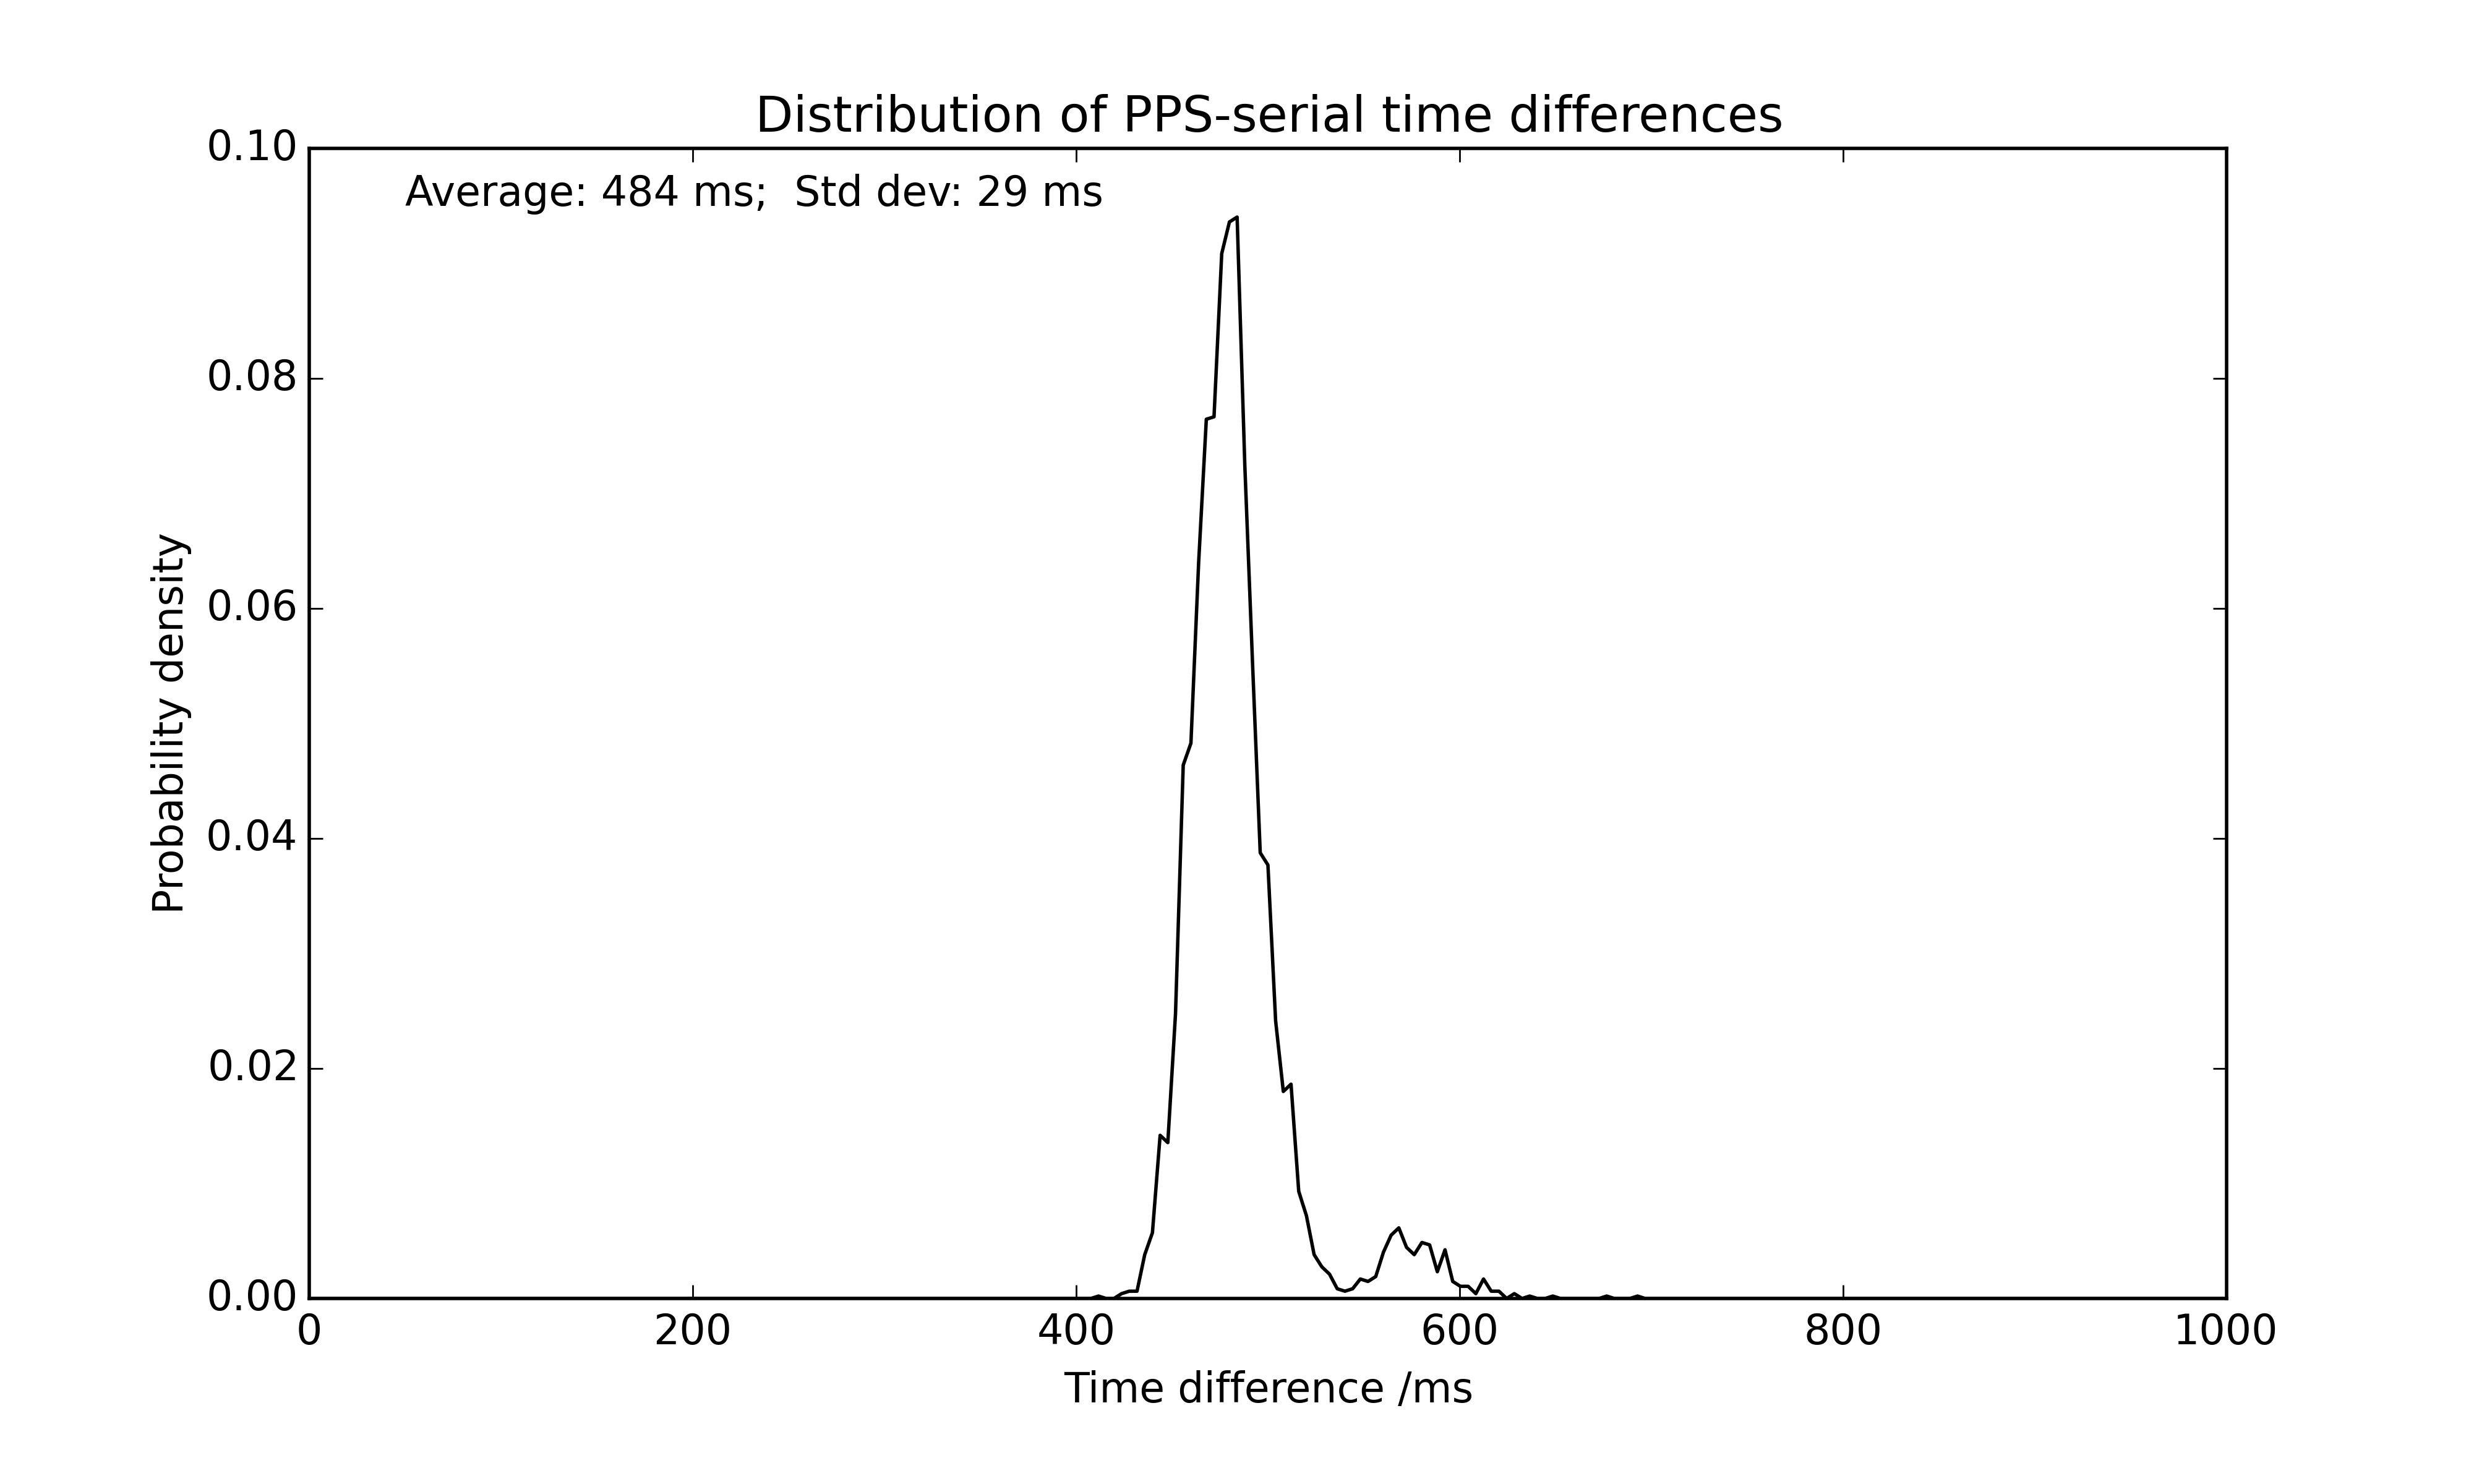 Distribution of PPS-serial time differences
Average: 484 ms;  Std dev: 29 ms
0.10
0.08
0.06
0.04
0.02
0.00
Probability density
0 200 400 600 800 1000
Time difference /ms